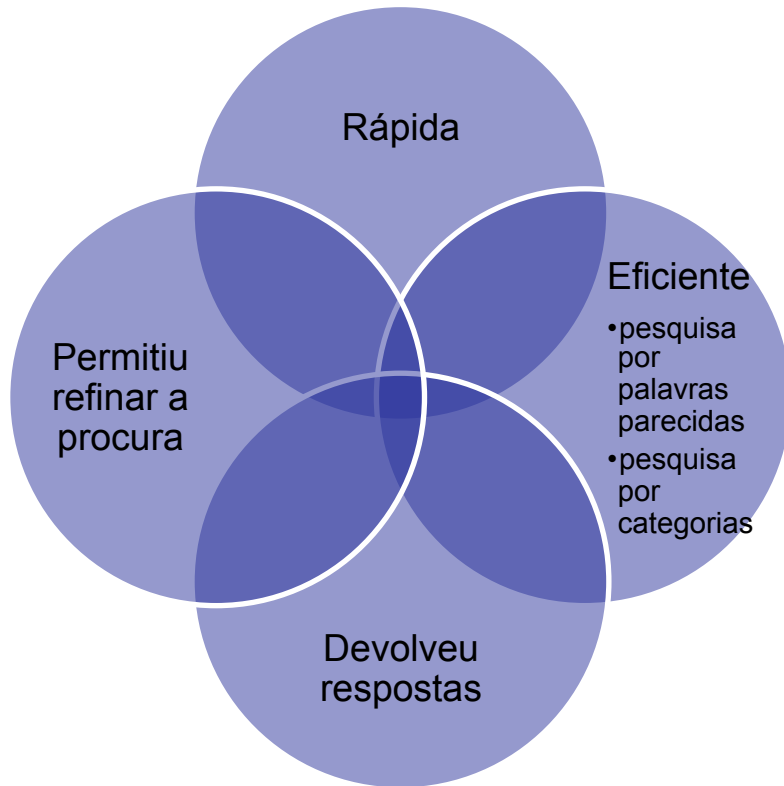 Rápida
Eficiente
•pesquisa
por
palavras
parecidas
•pesquisa
por
categorias
Devolveu
respostas
Permitiu
refinar a
procura